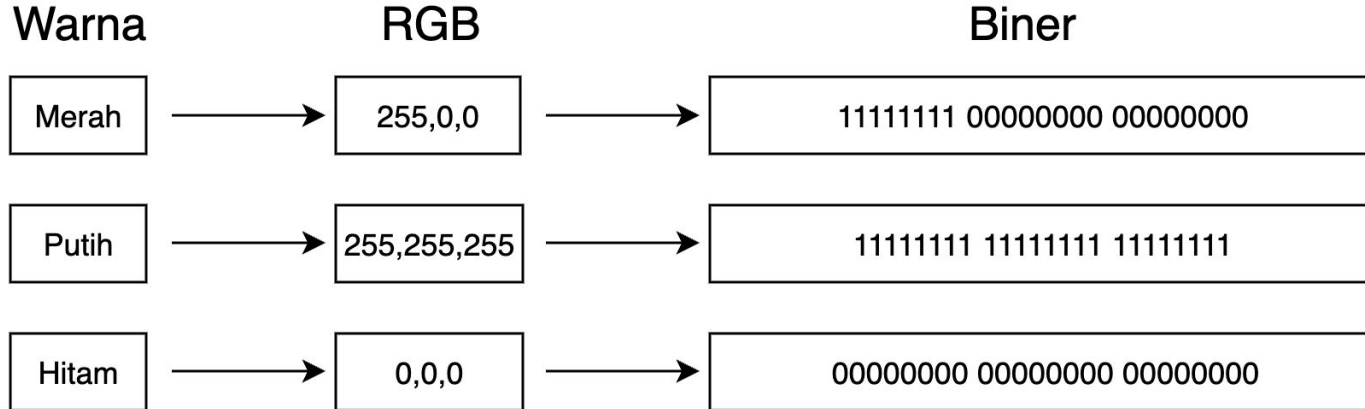 Warna RGB Biner
Merah 255,0,0 11111111 00000000 00000000
Putih 255,255,255 11111111 11111111 11111111
Hitam 0,0,0 00000000 00000000 00000000